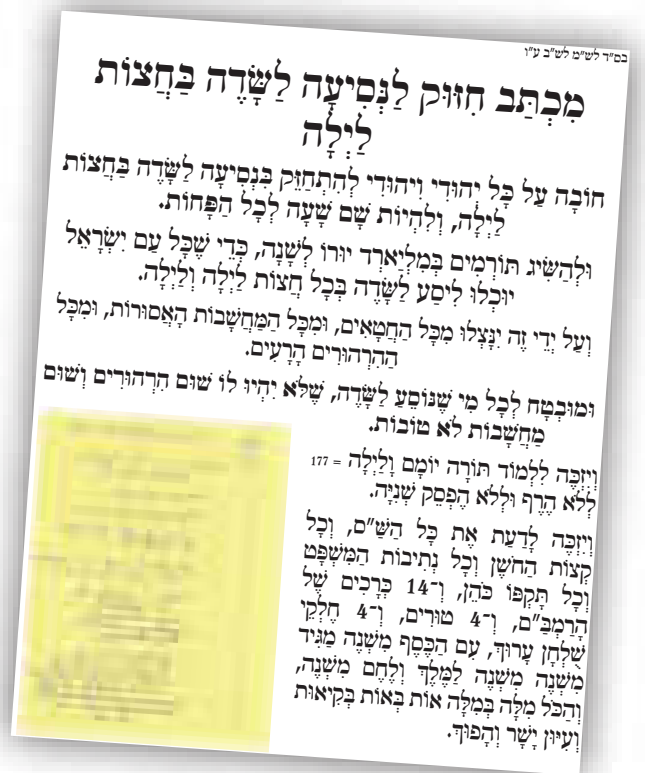 בס״ד לש״מ לש״ב ע״ו
מִכְתַּב חִזּוּק לַנְּסִיעָה לַשָּׂדֶה בַּחֲצוֹת
לַיְלָה
חוֹבָה עַל כָּל יְהוּדִי וִיהוּדִי לְהִתְחַזֵּק בִּנְסִיעָה לַשָּׂדֶה בַּחֲצוֹת
לַיְלָה, וְלִהְיוֹת שָׁם שָׁעָה לְכָל הַפָּחוֹת.
וּלְהַשִּׂיג תּוֹרְמִים בְּמִלְיַארְד יוּרוֹ לְשָׁנָה, כְּדֵי שֶׁכָּל עַם יִשְׂרָאֵל
יוּכְלוּ לִיסַע לַשָּׂדֶה בְּכָל חֲצוֹת לַיְלָה וָלַיְלָה.
וְעַל יְדֵי זֶה יִנָּצְלוּ מִכָּל הַחֲטָאִים, וּמִכָּל הַמַּחֲשָׁבוֹת הָאֲסוּרוֹת, וּמִכָּל
הַהִרְהוּרִים הָרָעִים.
וּמוּבְטָח לְכָל מִי שֶׁנּוֹסֵעַ לַשָּׂדֶה, שֶׁלֹּא יִהְיוּ לוֹ שׁוּם הִרְהוּרִים וְשׁוּם
מַחֲשָׁבוֹת לֹא טוֹבוֹת.
וְיִזְכֶּה לִלְמוֹד תּוֹרָה יוֹמָם וָלַיְלָה = 177
לְלֹא הֶרֶף וּלְלֹא הֶפְסֵק שְׁנִיָּה.
וְיִזְכֶּה לָדַעַת אֶת כָּל הַשַּׁ״ס, וְכָל
קְצוֹת הַחֹשֶׁן וְכָל נְתִיבוֹת הַמִּשְׁפָּט
וְכָל תָּקְפּוֹ כֹּהֵן, וְ־14 כְּרָכִים שֶׁל
הָרַמְבַּ״ם, וְ־4 טוּרִים, וְ־4 חֶלְקֵי
שֻׁלְחָן עָרוּךְ, עִם הַכֶּסֶף מִשְׁנֶה מַגִּיד
מִשְׁנֶה מִשְׁנֶה לַמֶּלֶךְ וְלֶחֶם מִשְׁנֶה,
וְהַכֹּל מִלָּה בְּמִלָּה אוֹת בְּאוֹת בְּקִיאוּת
וְעִיּוּן יָשָׁר וְהָפוּךְ.